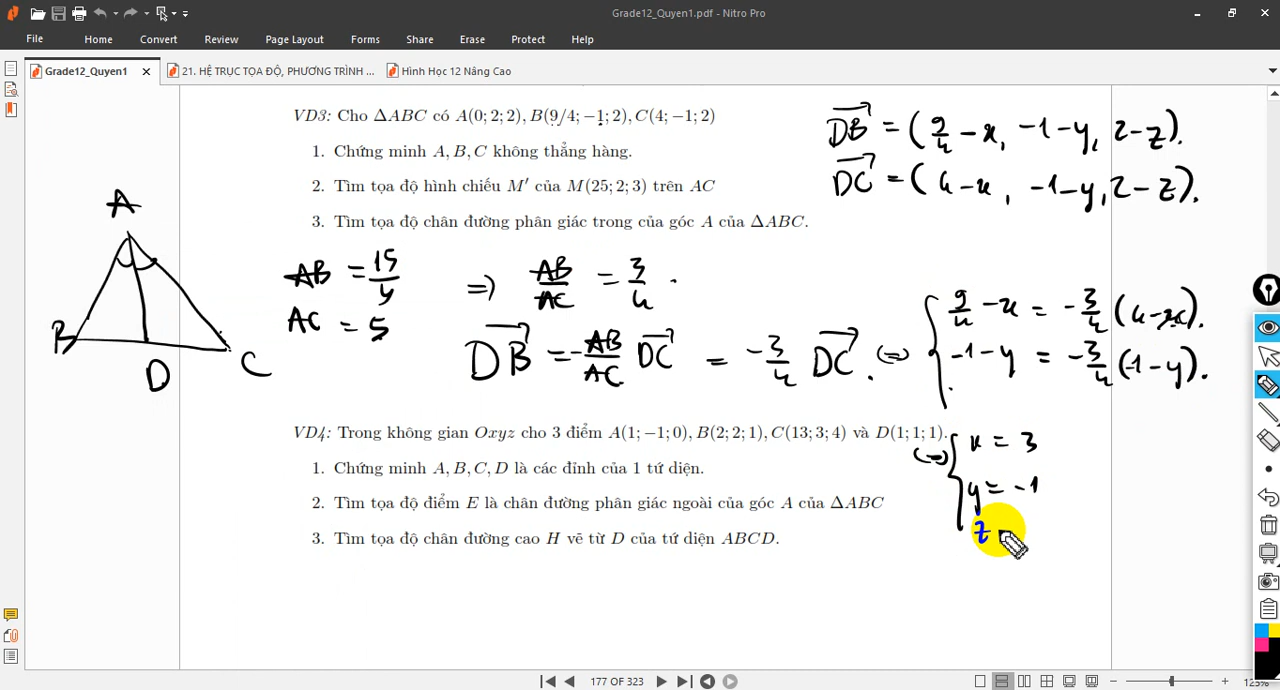 Grade12_Quyen1.pdf - Nitro Pro
File Home Convert Review Page Layout Forms Share Erase Protect Help
Grade12_Quyen1
21. HỆ TRỤC TỌA ĐỘ, PHƯƠNG TRÌNH ...
Hình Học 12 Nâng Cao
VD3: Cho ΔABC có A(0; 2; 2), B(9/4; −1; 2), C(4; −1; 2)
1. Chứng minh A, B, C không thẳng hàng.
2. Tìm tọa độ hình chiếu M′ của M(25; 2; 3) trên AC
3. Tìm tọa độ chân đường phân giác trong của góc A của ΔABC.
DB = (9/4 − x, −1 − y, 2 − z).
DC = (4 − x, −1 − y, 2 − z).
A
B
D
C
AB = 15/4
AC = 5
=> AB/AC = 3/4.
DB = −AB/AC DC = −3/4 DC. <=>
9/4 − x = −3/4 (4 − x).
−1 − y = −3/4 (−1 − y).
<=> x = 3
y = −1
z
VD4: Trong không gian Oxyz cho 3 điểm A(1; −1; 0), B(2; 2; 1), C(13; 3; 4) và D(1; 1; 1).
1. Chứng minh A, B, C, D là các đỉnh của 1 tứ diện.
2. Tìm tọa độ điểm E là chân đường phân giác ngoài của góc A của ΔABC
3. Tìm tọa độ chân đường cao H vẽ từ D của tứ diện ABCD.
177 OF 323
125%